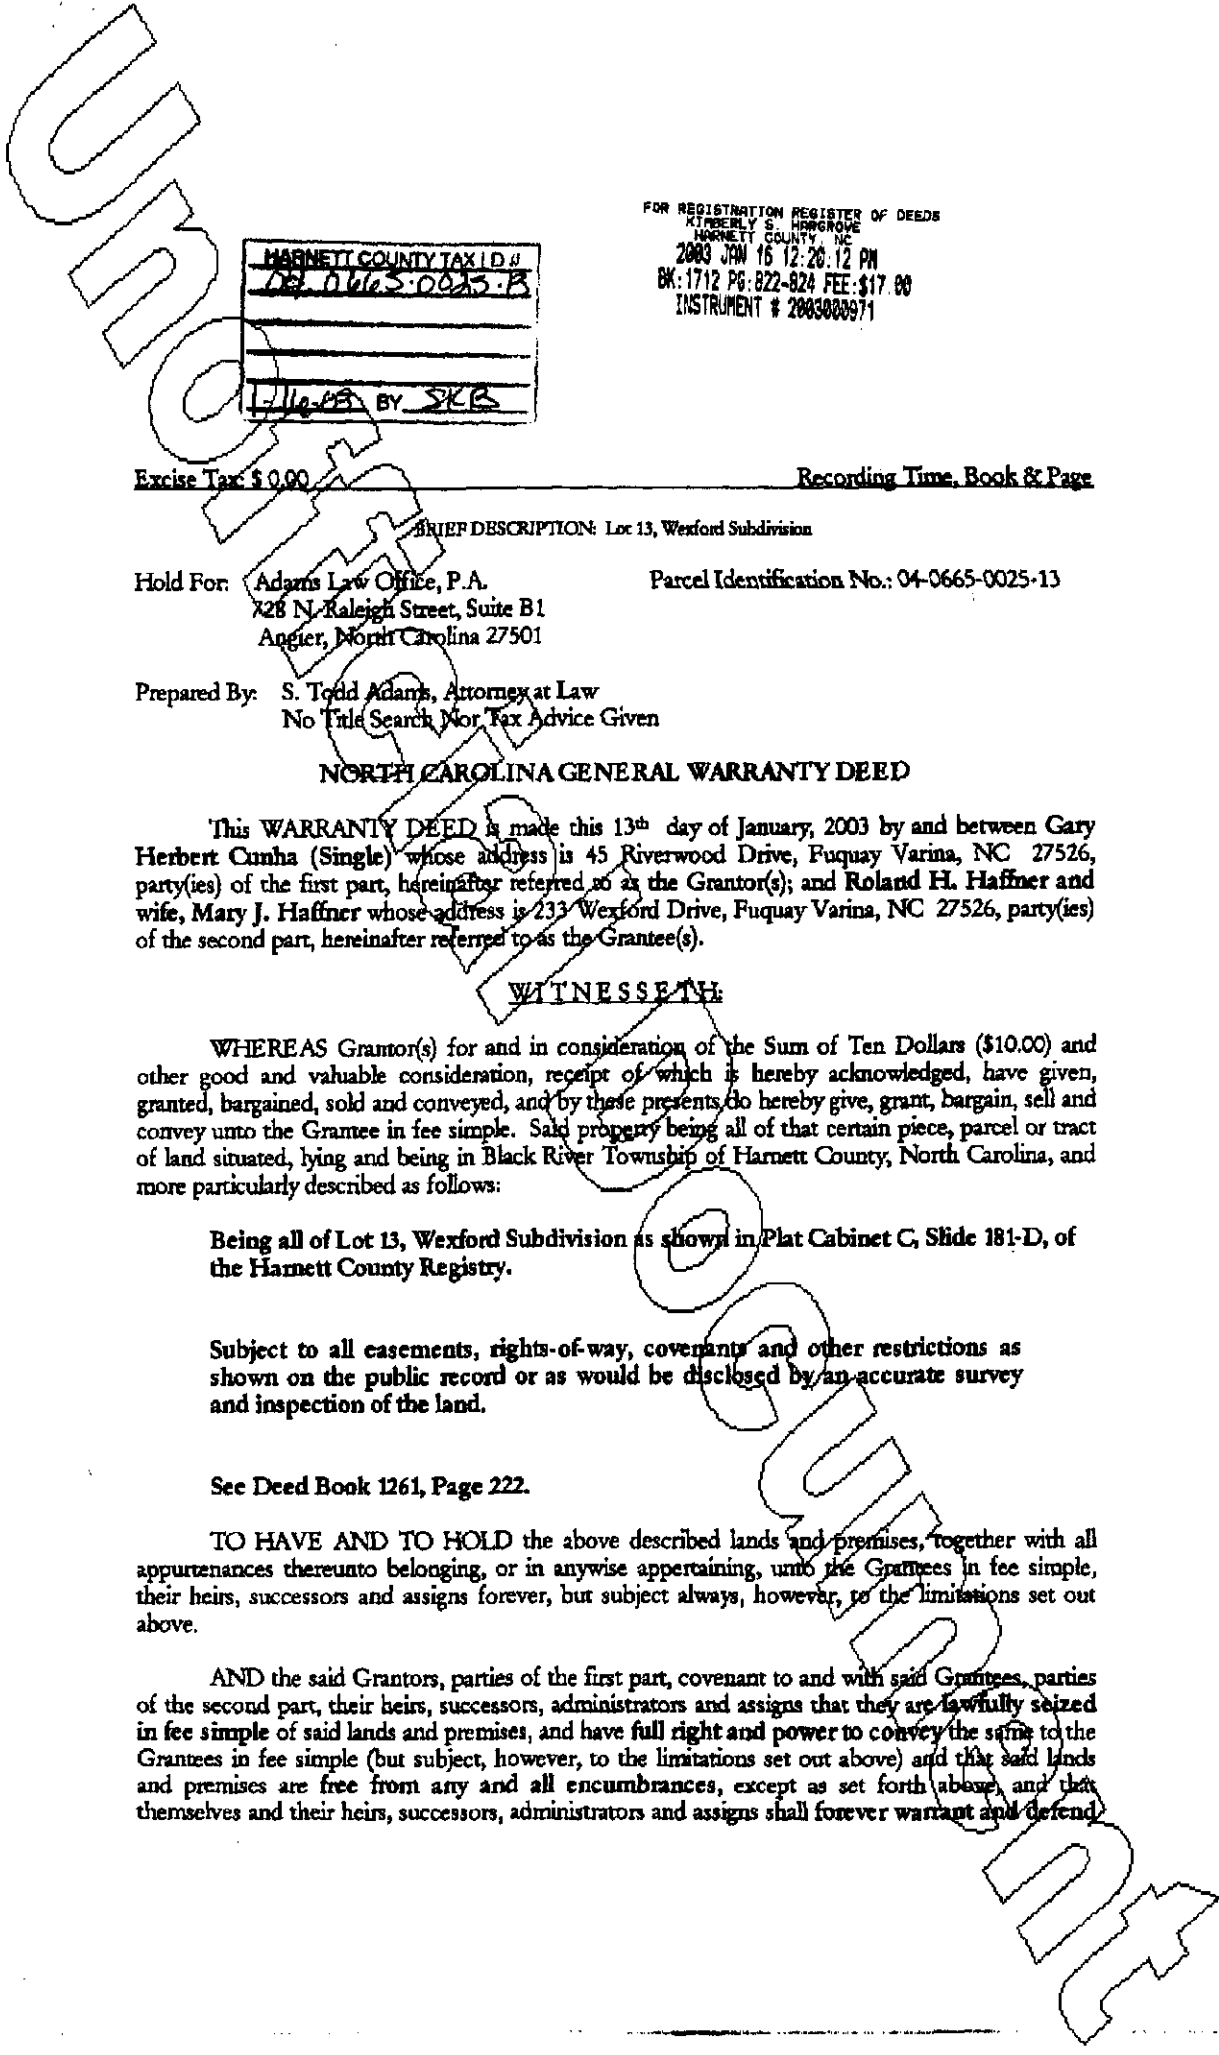 FOR REGISTRATION REGISTER OF DEEDS
KIMBERLY S. HARGROVE
HARNETT COUNTY, NC
2003 JAN 16 12:20:12 PM
BK:1712 PG:822-824 FEE:$17.00
INSTRUMENT # 2003000971
HARNETT COUNTY TAX I D #
04.0665.0025.B
1-16-03 BY SKB
Excise Tax: $ 0.00 Recording Time, Book & Page
BRIEF DESCRIPTION: Lot 13, Wexford Subdivision
Hold For: Adams Law Office, P.A. Parcel Identification No.: 04-0665-0025-13
728 N. Raleigh Street, Suite B1
Angier, North Carolina 27501
Prepared By: S. Todd Adams, Attorney at Law
No Title Search Nor Tax Advice Given
NORTH CAROLINA GENERAL WARRANTY DEED
This WARRANTY DEED is made this 13th day of January, 2003 by and between Gary
Herbert Cunha (Single) whose address is 45 Riverwood Drive, Fuquay Varina, NC 27526,
party(ies) of the first part, hereinafter referred to as the Grantor(s); and Roland H. Haffner and
wife, Mary J. Haffner whose address is 233 Wexford Drive, Fuquay Varina, NC 27526, party(ies)
of the second part, hereinafter referred to as the Grantee(s).
WITNESSETH:
WHEREAS Grantor(s) for and in consideration of the Sum of Ten Dollars ($10.00) and
other good and valuable consideration, receipt of which is hereby acknowledged, have given,
granted, bargained, sold and conveyed, and by these presents do hereby give, grant, bargain, sell and
convey unto the Grantee in fee simple. Said property being all of that certain piece, parcel or tract
of land situated, lying and being in Black River Township of Harnett County, North Carolina, and
more particularly described as follows:
Being all of Lot 13, Wexford Subdivision as shown in Plat Cabinet C, Slide 181-D, of
the Harnett County Registry.
Subject to all easements, rights-of-way, covenants and other restrictions as
shown on the public record or as would be disclosed by an accurate survey
and inspection of the land.
See Deed Book 1261, Page 222.
TO HAVE AND TO HOLD the above described lands and premises, together with all
appurtenances thereunto belonging, or in anywise appertaining, unto the Grantees in fee simple,
their heirs, successors and assigns forever, but subject always, however, to the limitations set out
above.
AND the said Grantors, parties of the first part, covenant to and with said Grantees, parties
of the second part, their heirs, successors, administrators and assigns that they are lawfully seized
in fee simple of said lands and premises, and have full right and power to convey the same to the
Grantees in fee simple (but subject, however, to the limitations set out above) and that said lands
and premises are free from any and all encumbrances, except as set forth above, and that
themselves and their heirs, successors, administrators and assigns shall forever warrant and defend
Unofficial Document